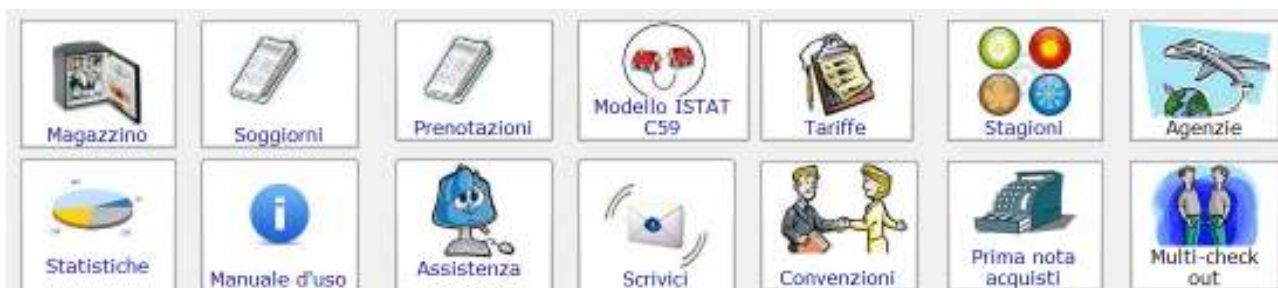 Magazzino
Soggiorni
Prenotazioni
Modello ISTAT
C59
Tariffe
Stagioni
Agenzie
Statistiche
Manuale d'uso
Assistenza
Scrivici
Convenzioni
Prima nota
acquisti
Multi-check
out